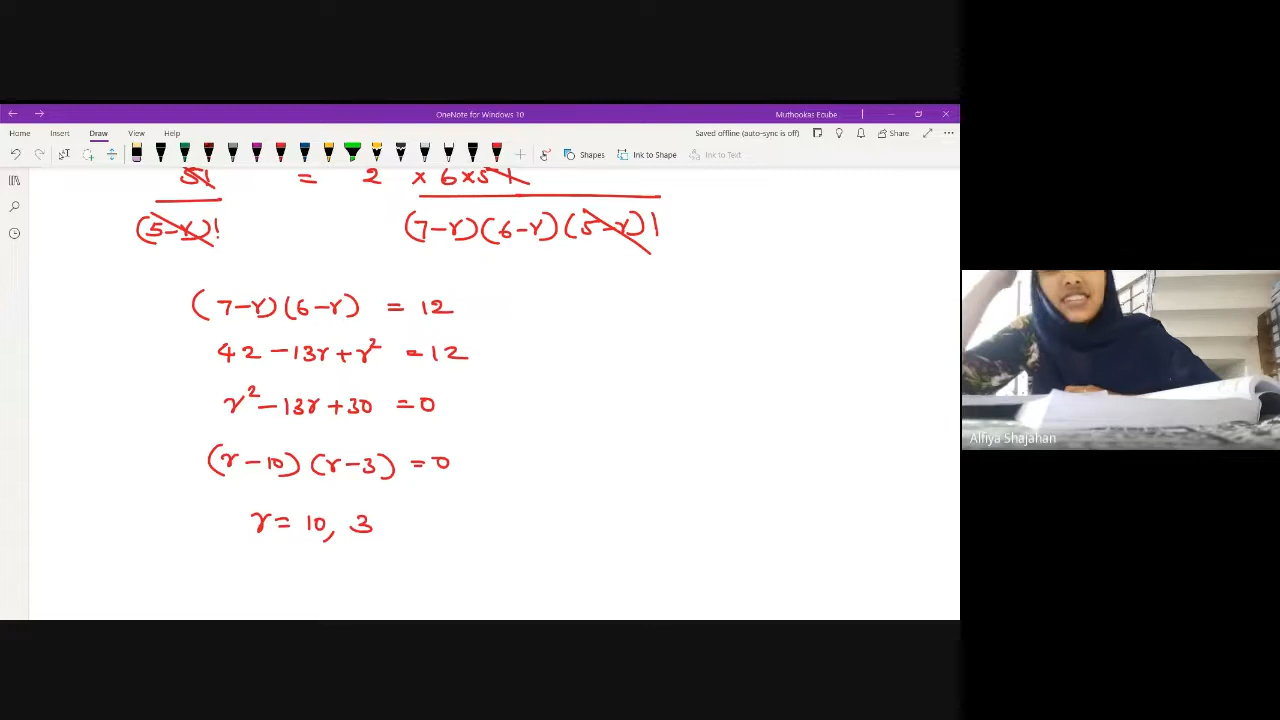 OneNote for Windows 10
Muthookas Ecube
Home Insert Draw View Help
Saved offline (auto-sync is off)
Share
Shapes
Ink to Shape
Ink to Text
5! = 2 × 6×5!
(5-r)! (7-r)(6-r)(5-r)!
(7-r)(6-r) = 12
42 -13r+r² =12
r²-13r+30 =0
(r-10)(r-3) =0
r= 10, 3
Alfiya Shajahan